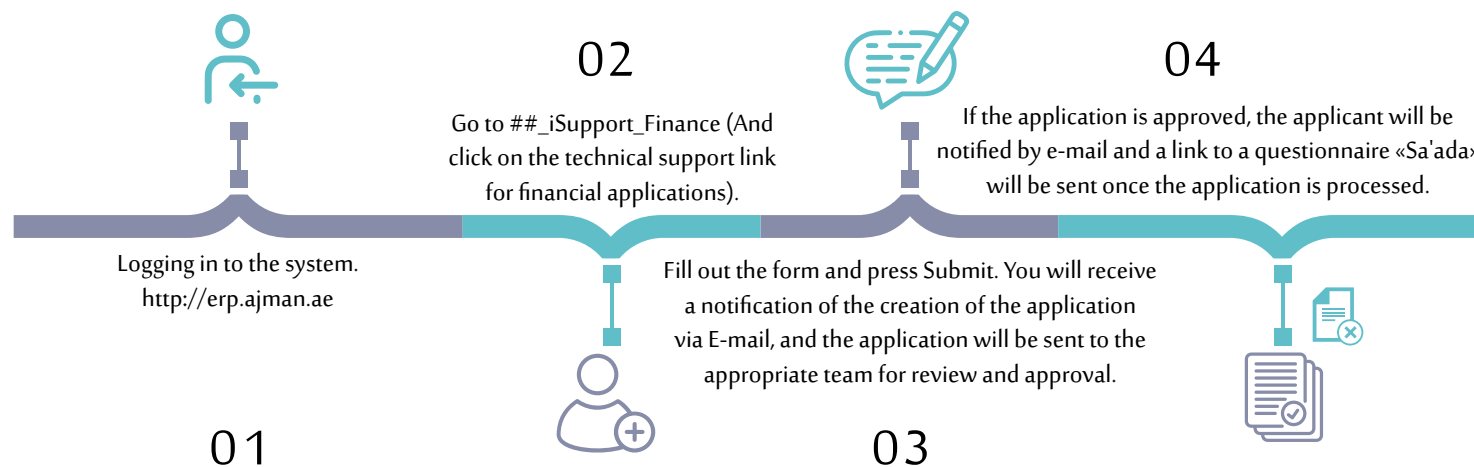 01
Logging in to the system.
http://erp.ajman.ae
02
Go to ##_iSupport_Finance (And
click on the technical support link
for financial applications).
03
Fill out the form and press Submit. You will receive
a notification of the creation of the application
via E-mail, and the application will be sent to the
appropriate team for review and approval.
04
If the application is approved, the applicant will be
notified by e-mail and a link to a questionnaire «Sa'ada»
will be sent once the application is processed.